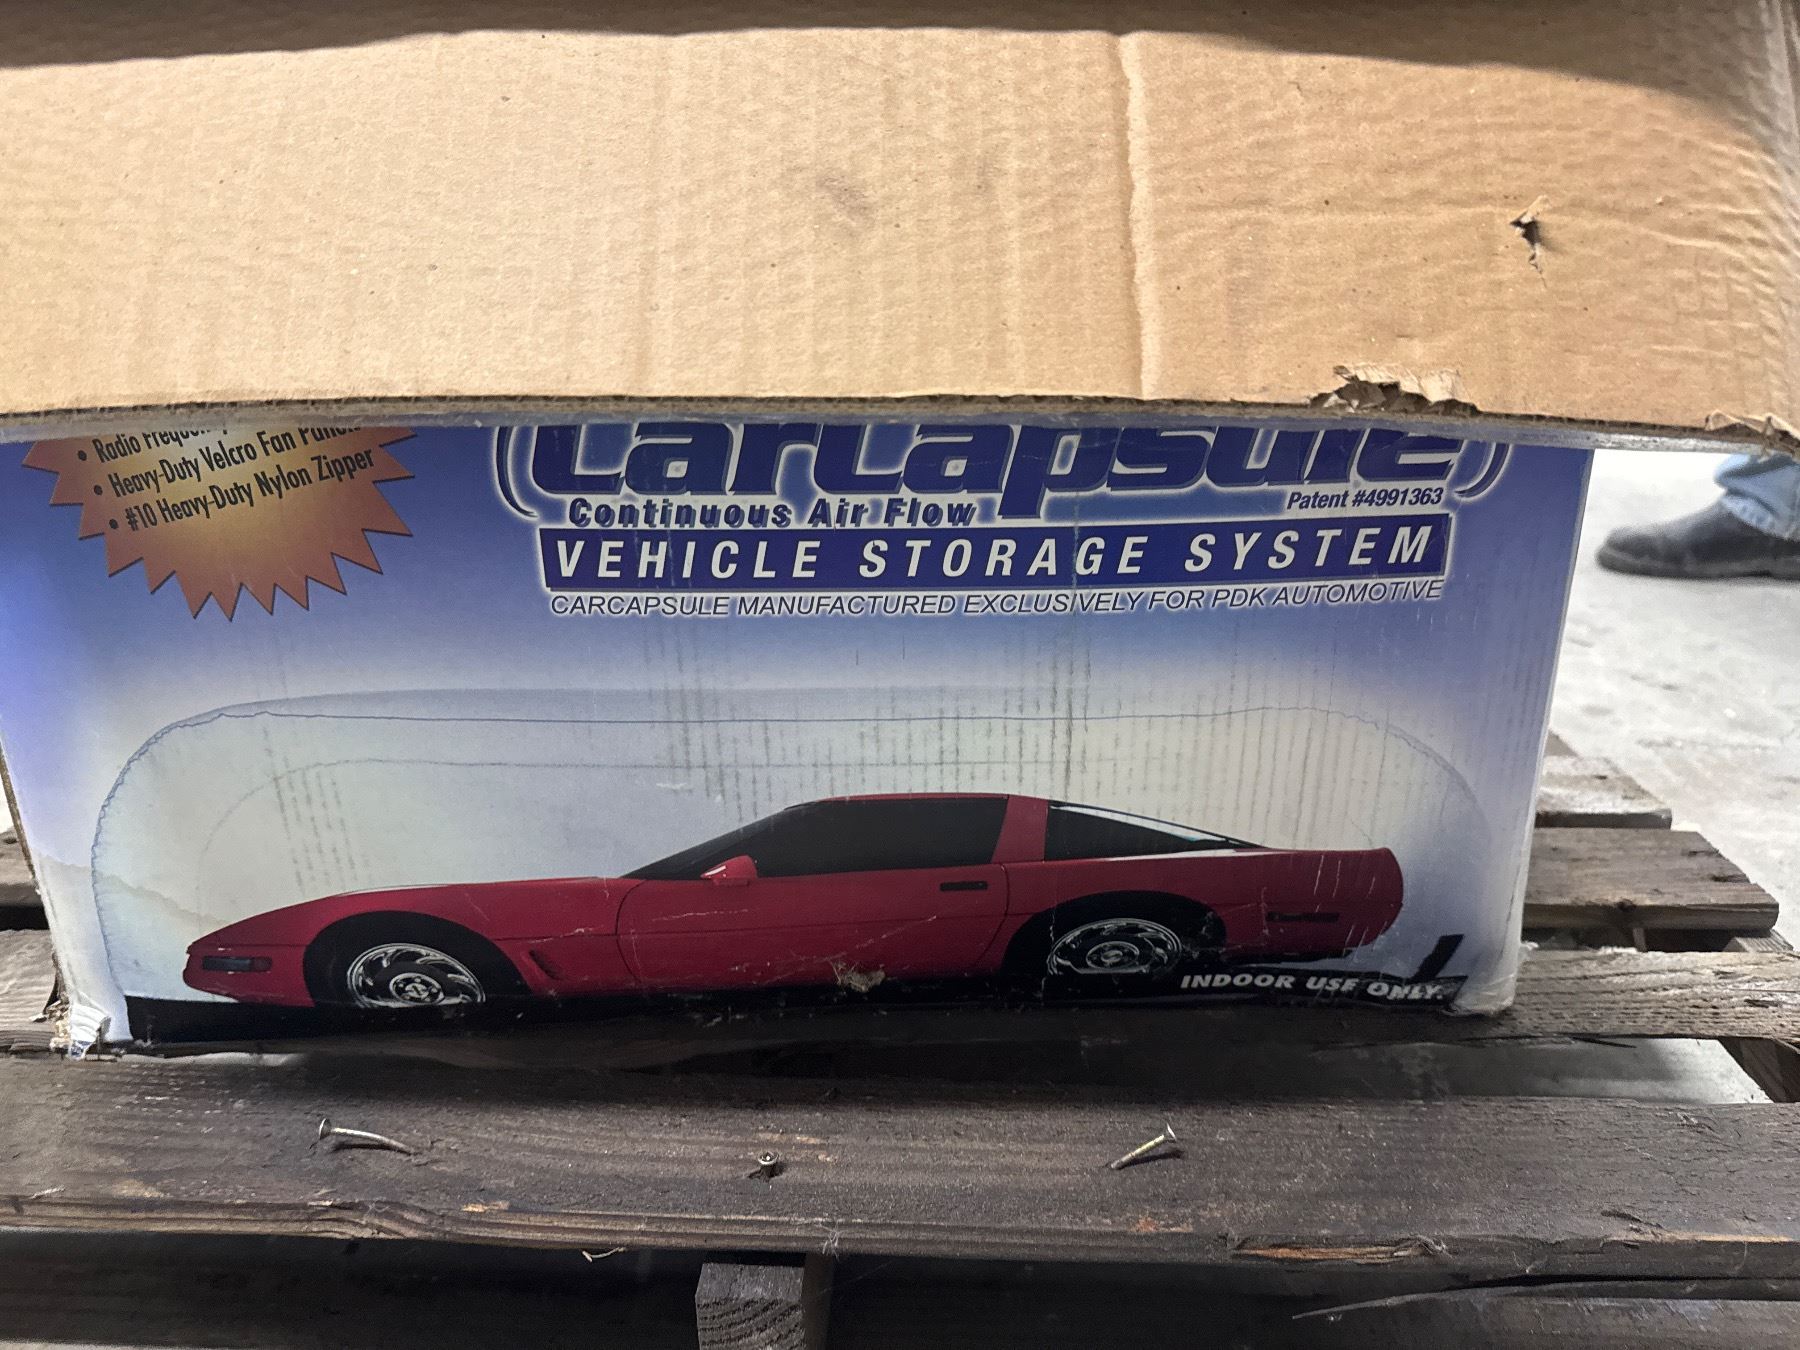 • Radio
• Heavy-Duty Velcro Fan Panels
• #10 Heavy-Duty Nylon Zipper
CarCapsule
Continuous Air Flow
Patent #4991363
VEHICLE STORAGE SYSTEM
CARCAPSULE MANUFACTURED EXCLUSIVELY FOR PDK AUTOMOTIVE
INDOOR USE ONLY.